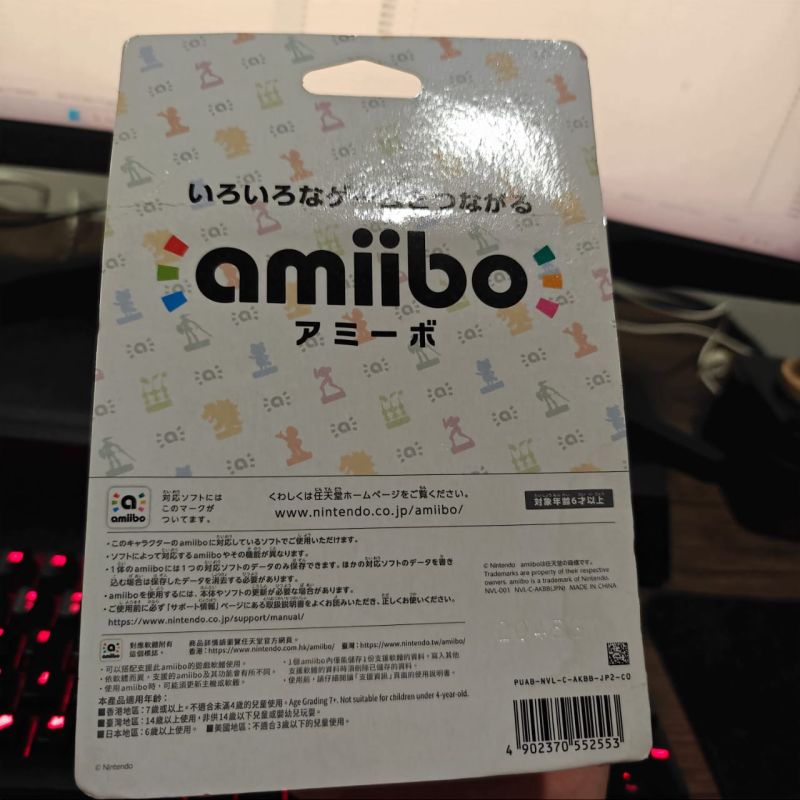 いろいろなゲームとつながる
amiibo
アミーボ
amiibo
対応ソフトには
このマークが
ついてます。
くわしくは任天堂ホームページをご覧ください。
www.nintendo.co.jp/amiibo/
対象年齢6才以上
・このキャラクターのamiiboに対応しているソフトでご使用いただけます。
・ソフトによって対応するamiiboやその機能が異なります。
・1体のamiiboには1つの対応ソフトのデータのみ保存できます。ほかの対応ソフトのデータを書き
込む場合は保存したデータを消去する必要があります。
・amiiboを使用するには、本体やソフトの更新が必要な場合があります。
・ご使用前に必ず「サポート情報」ページにある取扱説明書をよくお読みいただき、正しくお使いください。
https://www.nintendo.co.jp/support/manual/
© Nintendo amiiboは任天堂の商標です。
Trademarks are property of their respective
owners. amiibo is a trademark of Nintendo.
NVL-001 NVL-C-AKBB(JPN) MADE IN CHINA
對應軟體附有
這個標誌。
商品詳情請瀏覽任天堂官方網頁。
香港：https://www.nintendo.com.hk/amiibo/ 臺灣：https://www.nintendo.tw/amiibo/
・可以搭配支援此amiibo的遊戲軟體使用。
・依軟體而異，支援的amiibo及其功能會有所不同。
・使用amiibo時，可能須更新主機或軟體。
・1個amiibo內僅能儲存1份支援軟體的資料，寫入其他
支援軟體的資料時須刪除已儲存的資料。
・使用前，請仔細閱讀「支援資訊」頁面的使用說明書。
本產品適用年齡：
■香港地區：7歲或以上。不適合未滿4歲的兒童使用。Age Grading 7+. Not suitable for children under 4-year-old.
■臺灣地區：14歲以上使用，非供14歲以下兒童或嬰幼兒玩耍。
■日本地區：6歲以上使用。 ■美國地區：不適合3歲以下的兒童使用。
PUAB-NVL-C-AKBB-JP2-C0
4 902370 552553
© Nintendo